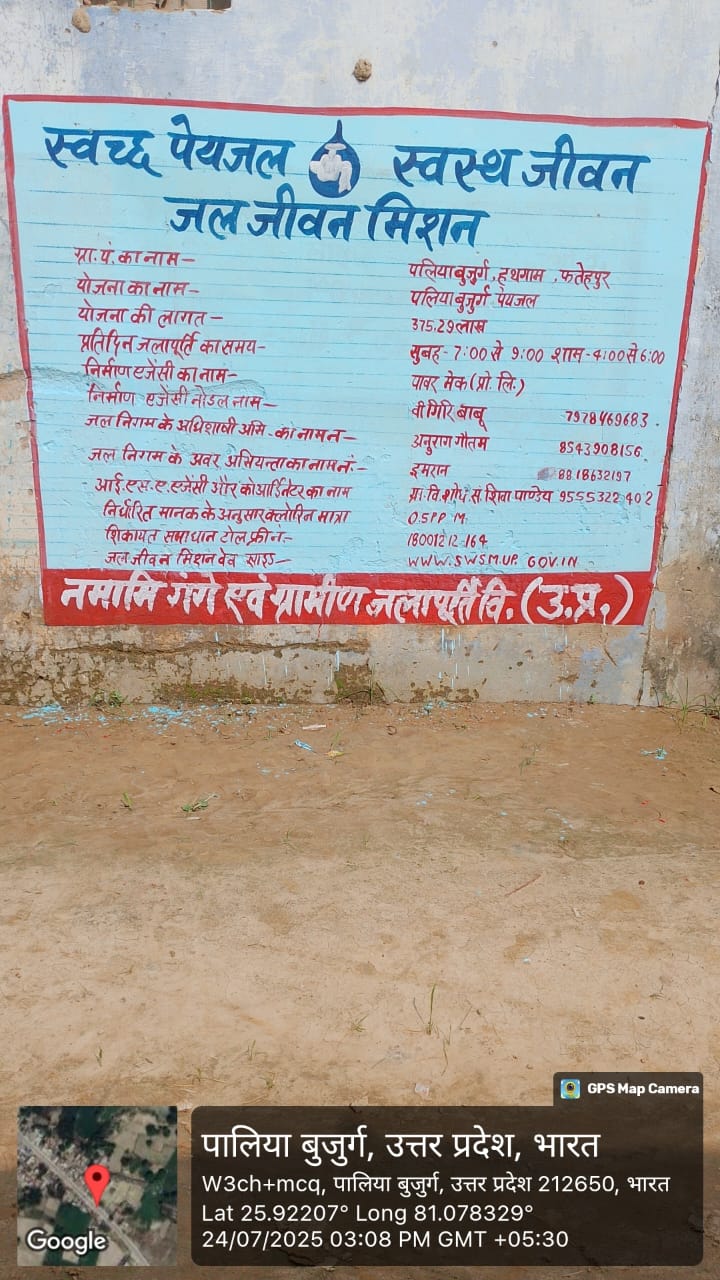 स्वच्छ पेयजल स्वस्थ जीवन
जल जीवन मिशन
ग्रा.पं. का नाम- पलिया बुजुर्ग, हथगाम, फतेहपुर
योजना का नाम- पलिया बुजुर्ग पेयजल
योजना की लागत- 375.29 लाख
प्रतिदिन जलापूर्ति का समय- सुबह-7:00 से 9:00 शाम-4:00 से 6:00
निर्माण एजेंसी का नाम- पावर मेक (प्रो. लि.)
निर्माण एजेंसी नोडल नाम- वी गिरि बाबू 7978469683.
जल निगम के अधिशाषी अभि. का नाम न- अनुराग गौतम 8543908156.
जल निगम के अवर अभियन्ता का नाम नं.- इमरान 8818632197
आई.एस.ए. एजेंसी और कोआर्डिनेटर का नाम ग्रा. वि. शोध सं. शिवा पाण्डेय 9555322402
निर्धारित मानक के अनुसार क्लोरिन मात्रा 0.5PPM
शिकायत समाधान टोल फ्री न- 18001212164
जल जीवन मिशन वेव साइड- WWW.SWSM.UP. GOV.IN
नमामि गंगे एवं ग्रामीण जलापूर्ति वि. (उ.प्र.)
GPS Map Camera
पालिया बुजुर्ग, उत्तर प्रदेश, भारत
W3ch+mcq, पालिया बुजुर्ग, उत्तर प्रदेश 212650, भारत
Lat 25.92207° Long 81.078329°
24/07/2025 03:08 PM GMT +05:30
Google